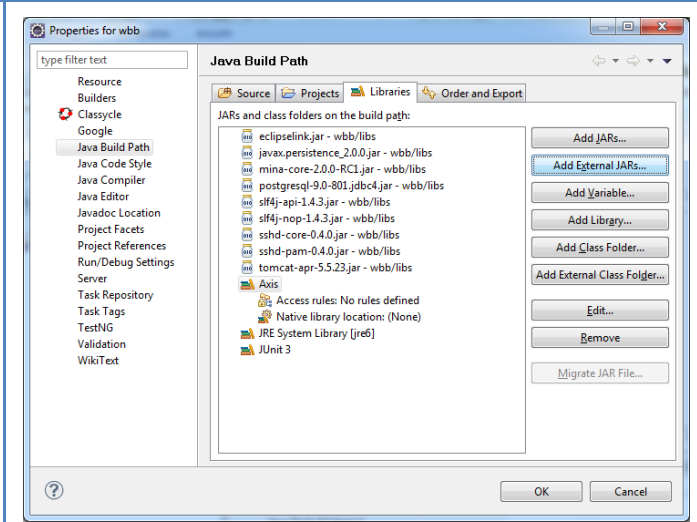 Properties for wbb
type filter text
Resource
Builders
Classycle
Google
Java Build Path
Java Code Style
Java Compiler
Java Editor
Javadoc Location
Project Facets
Project References
Run/Debug Settings
Server
Task Repository
Task Tags
TestNG
Validation
WikiText
Java Build Path
Source
Projects
Libraries
Order and Export
JARs and class folders on the build path:
eclipselink.jar - wbb/libs
javax.persistence_2.0.0.jar - wbb/libs
mina-core-2.0.0-RC1.jar - wbb/libs
postgresql-9.0-801.jdbc4.jar - wbb/libs
slf4j-api-1.4.3.jar - wbb/libs
slf4j-nop-1.4.3.jar - wbb/libs
sshd-core-0.4.0.jar - wbb/libs
sshd-pam-0.4.0.jar - wbb/libs
tomcat-apr-5.5.23.jar - wbb/libs
Axis
Access rules: No rules defined
Native library location: (None)
JRE System Library [jre6]
JUnit 3
Add JARs...
Add External JARs...
Add Variable...
Add Library...
Add Class Folder...
Add External Class Folder...
Edit...
Remove
Migrate JAR File...
OK
Cancel